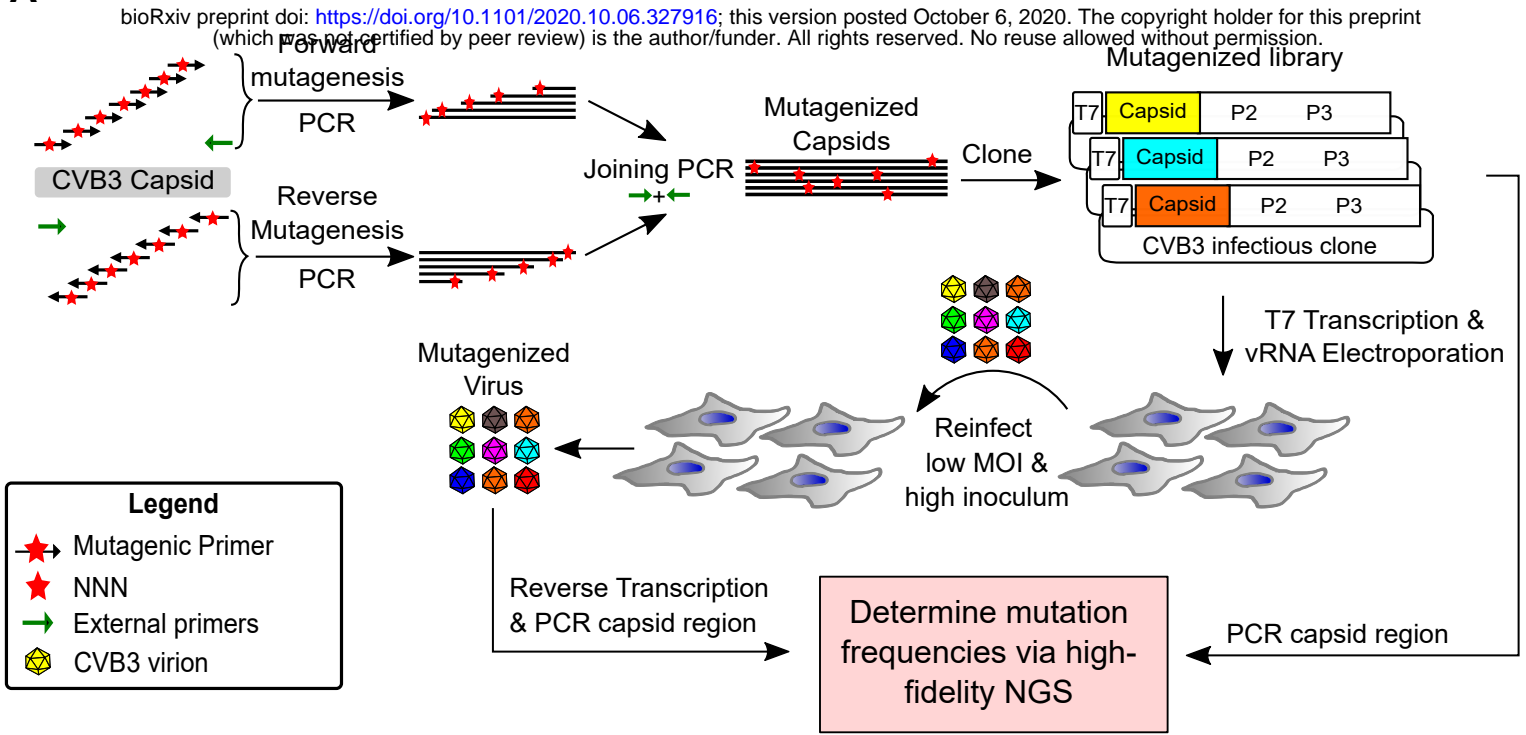 bioRxiv preprint doi: https://doi.org/10.1101/2020.10.06.327916; this version posted October 6, 2020. The copyright holder for this preprint
(which was not certified by peer review) is the author/funder. All rights reserved. No reuse allowed without permission.
Forward
mutagenesis
PCR
CVB3 Capsid
Reverse
Mutagenesis
PCR
Joining PCR
+
Mutagenized
Capsids
Clone
Mutagenized library
T7 Capsid P2 P3
T7 Capsid P2 P3
T7 Capsid P2 P3
CVB3 infectious clone
T7 Transcription &
vRNA Electroporation
Reinfect
low MOI &
high inoculum
Mutagenized
Virus
Legend
Mutagenic Primer
NNN
External primers
CVB3 virion
Reverse Transcription
& PCR capsid region
Determine mutation
frequencies via high-
fidelity NGS
PCR capsid region